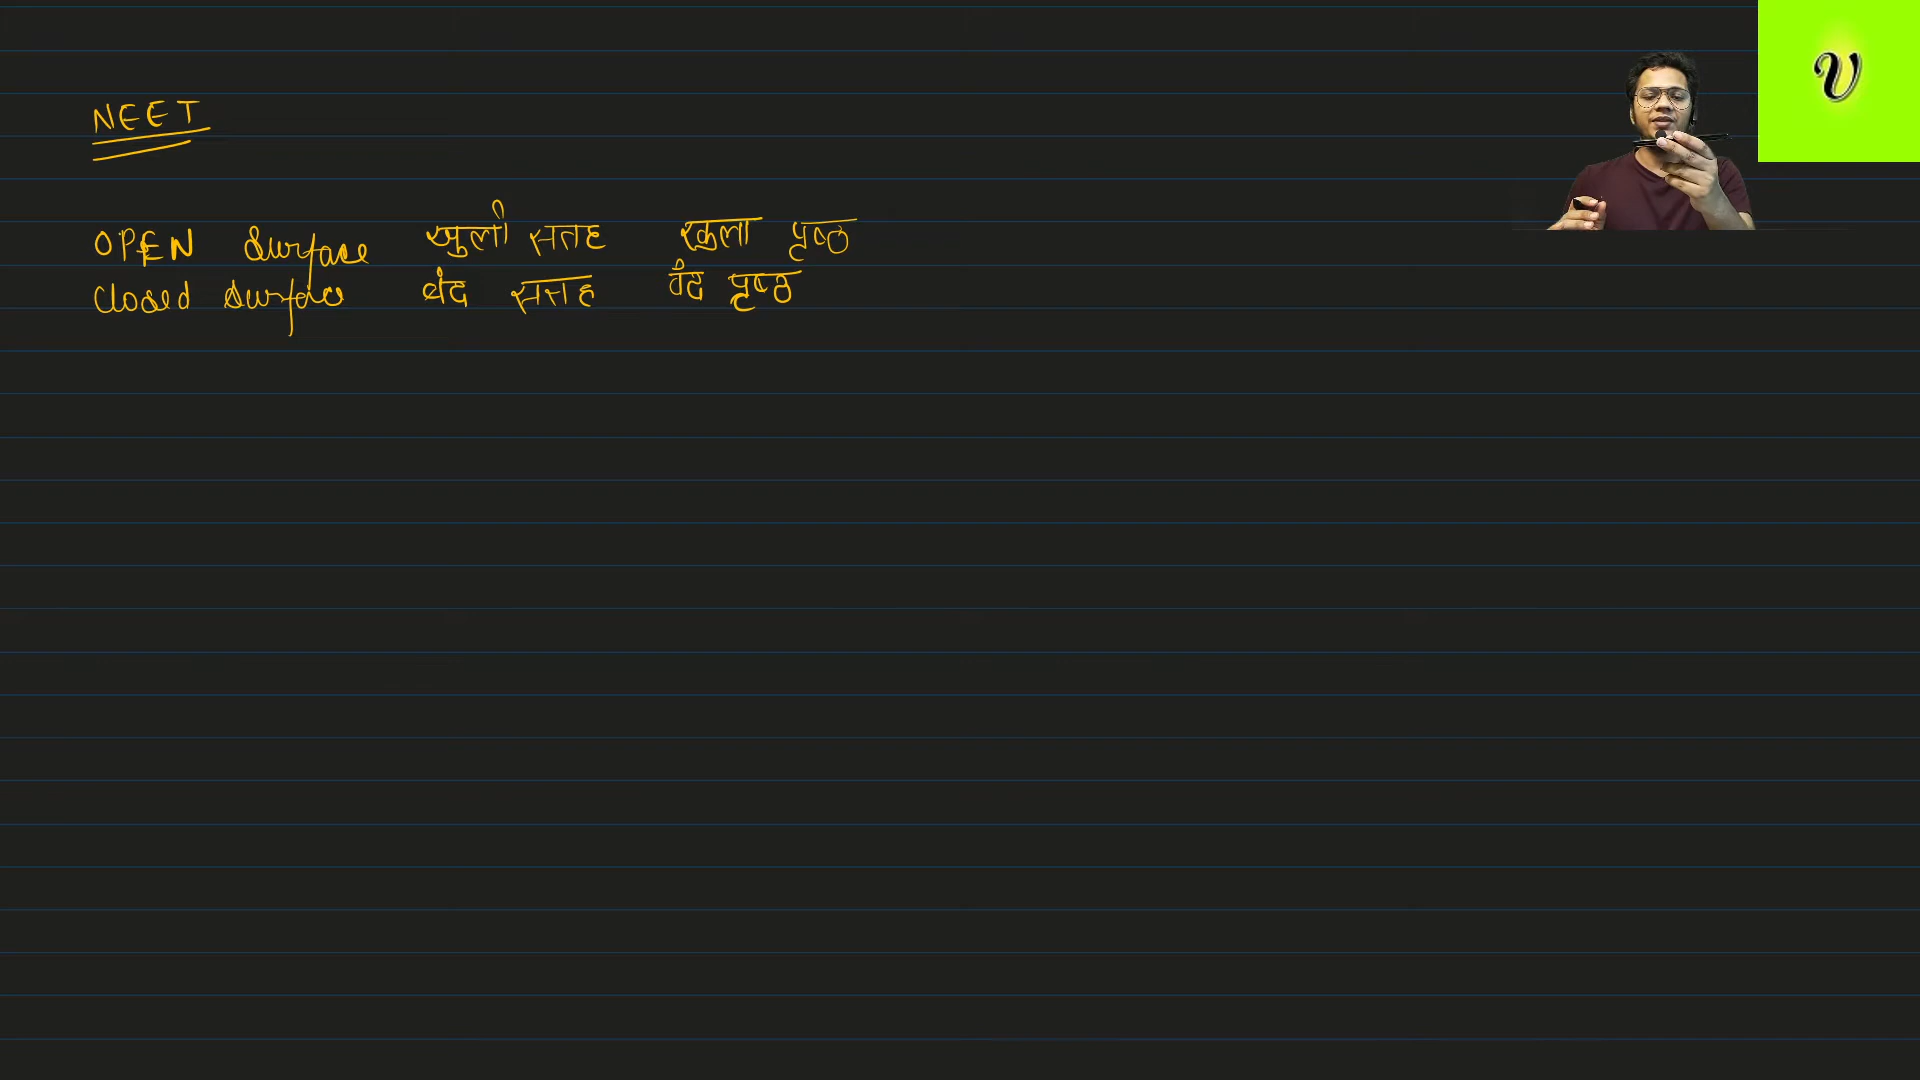 NEET
OPEN Surface खुली सतह खुला पृष्ठ
Closed Surface बंद सतह बंद पृष्ठ
v